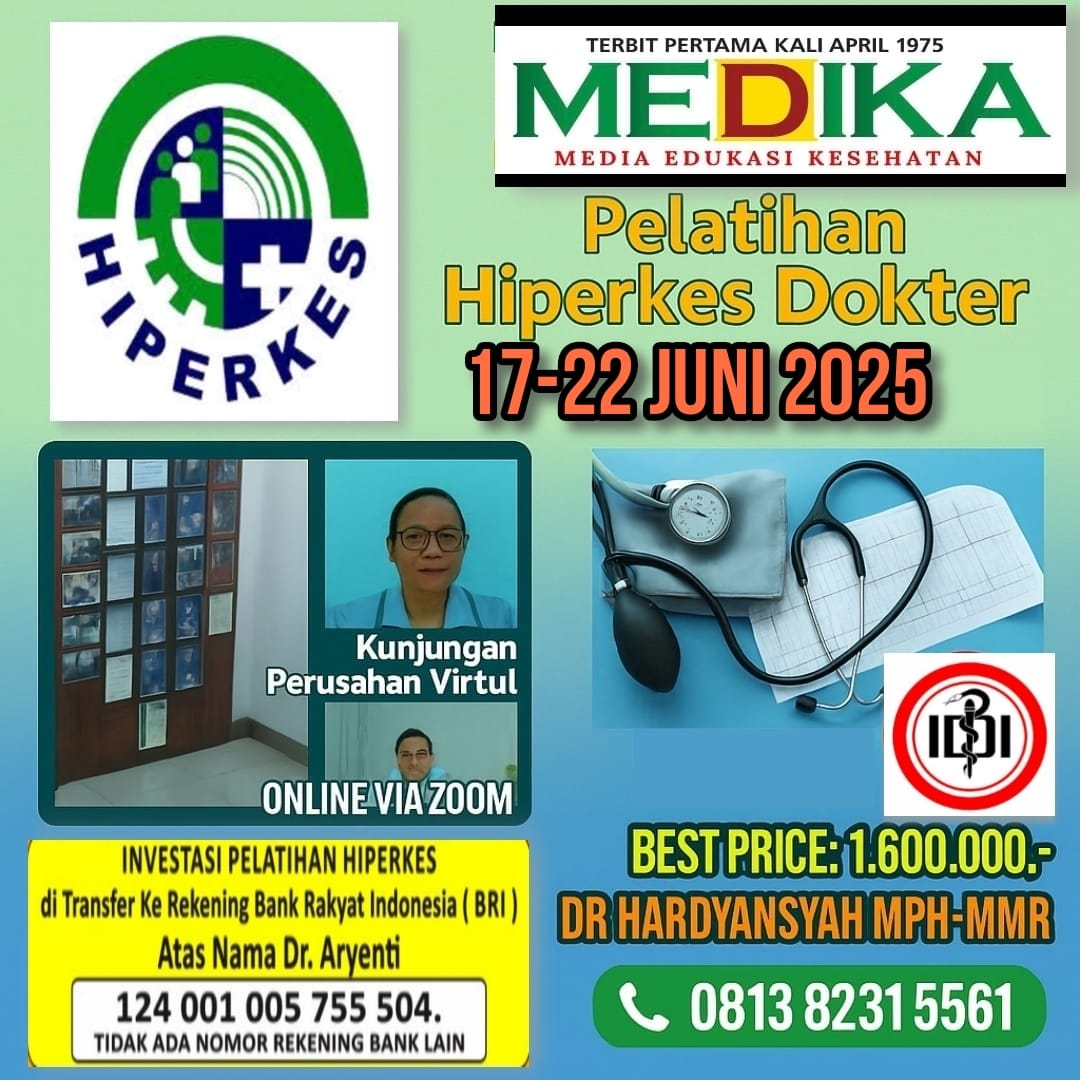 HIPERKES
TERBIT PERTAMA KALI APRIL 1975
MEDIKA
MEDIA EDUKASI KESEHATAN
Pelatihan
Hiperkes Dokter
17-22 JUNI 2025
Kunjungan
Perusahan Virtul
ONLINE VIA ZOOM
IDI
BEST PRICE: 1.600.000.-
DR HARDYANSYAH MPH-MMR
0813 8231 5561
INVESTASI PELATIHAN HIPERKES
di Transfer Ke Rekening Bank Rakyat Indonesia ( BRI )
Atas Nama Dr. Aryenti
124 001 005 755 504.
TIDAK ADA NOMOR REKENING BANK LAIN